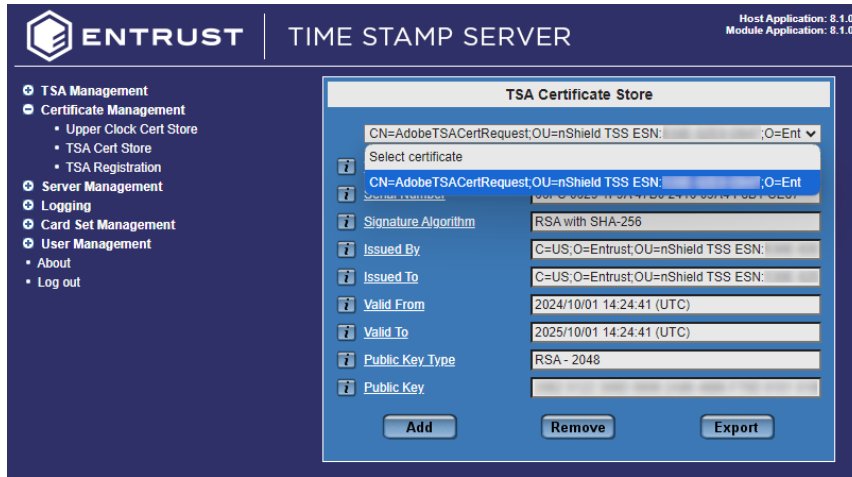 ENTRUST
TIME STAMP SERVER
Host Application: 8.1.0
Module Application: 8.1.0
TSA Management
Certificate Management
Upper Clock Cert Store
TSA Cert Store
TSA Registration
Server Management
Logging
Card Set Management
User Management
About
Log out
TSA Certificate Store
CN=AdobeTSACertRequest;OU=nShield TSS ESN: ;O=Ent
Select certificate
CN=AdobeTSACertRequest;OU=nShield TSS ESN: ;O=Ent
Serial Number
Signature Algorithm RSA with SHA-256
Issued By C=US;O=Entrust;OU=nShield TSS ESN:
Issued To C=US;O=Entrust;OU=nShield TSS ESN:
Valid From 2024/10/01 14:24:41 (UTC)
Valid To 2025/10/01 14:24:41 (UTC)
Public Key Type RSA - 2048
Public Key
Add Remove Export